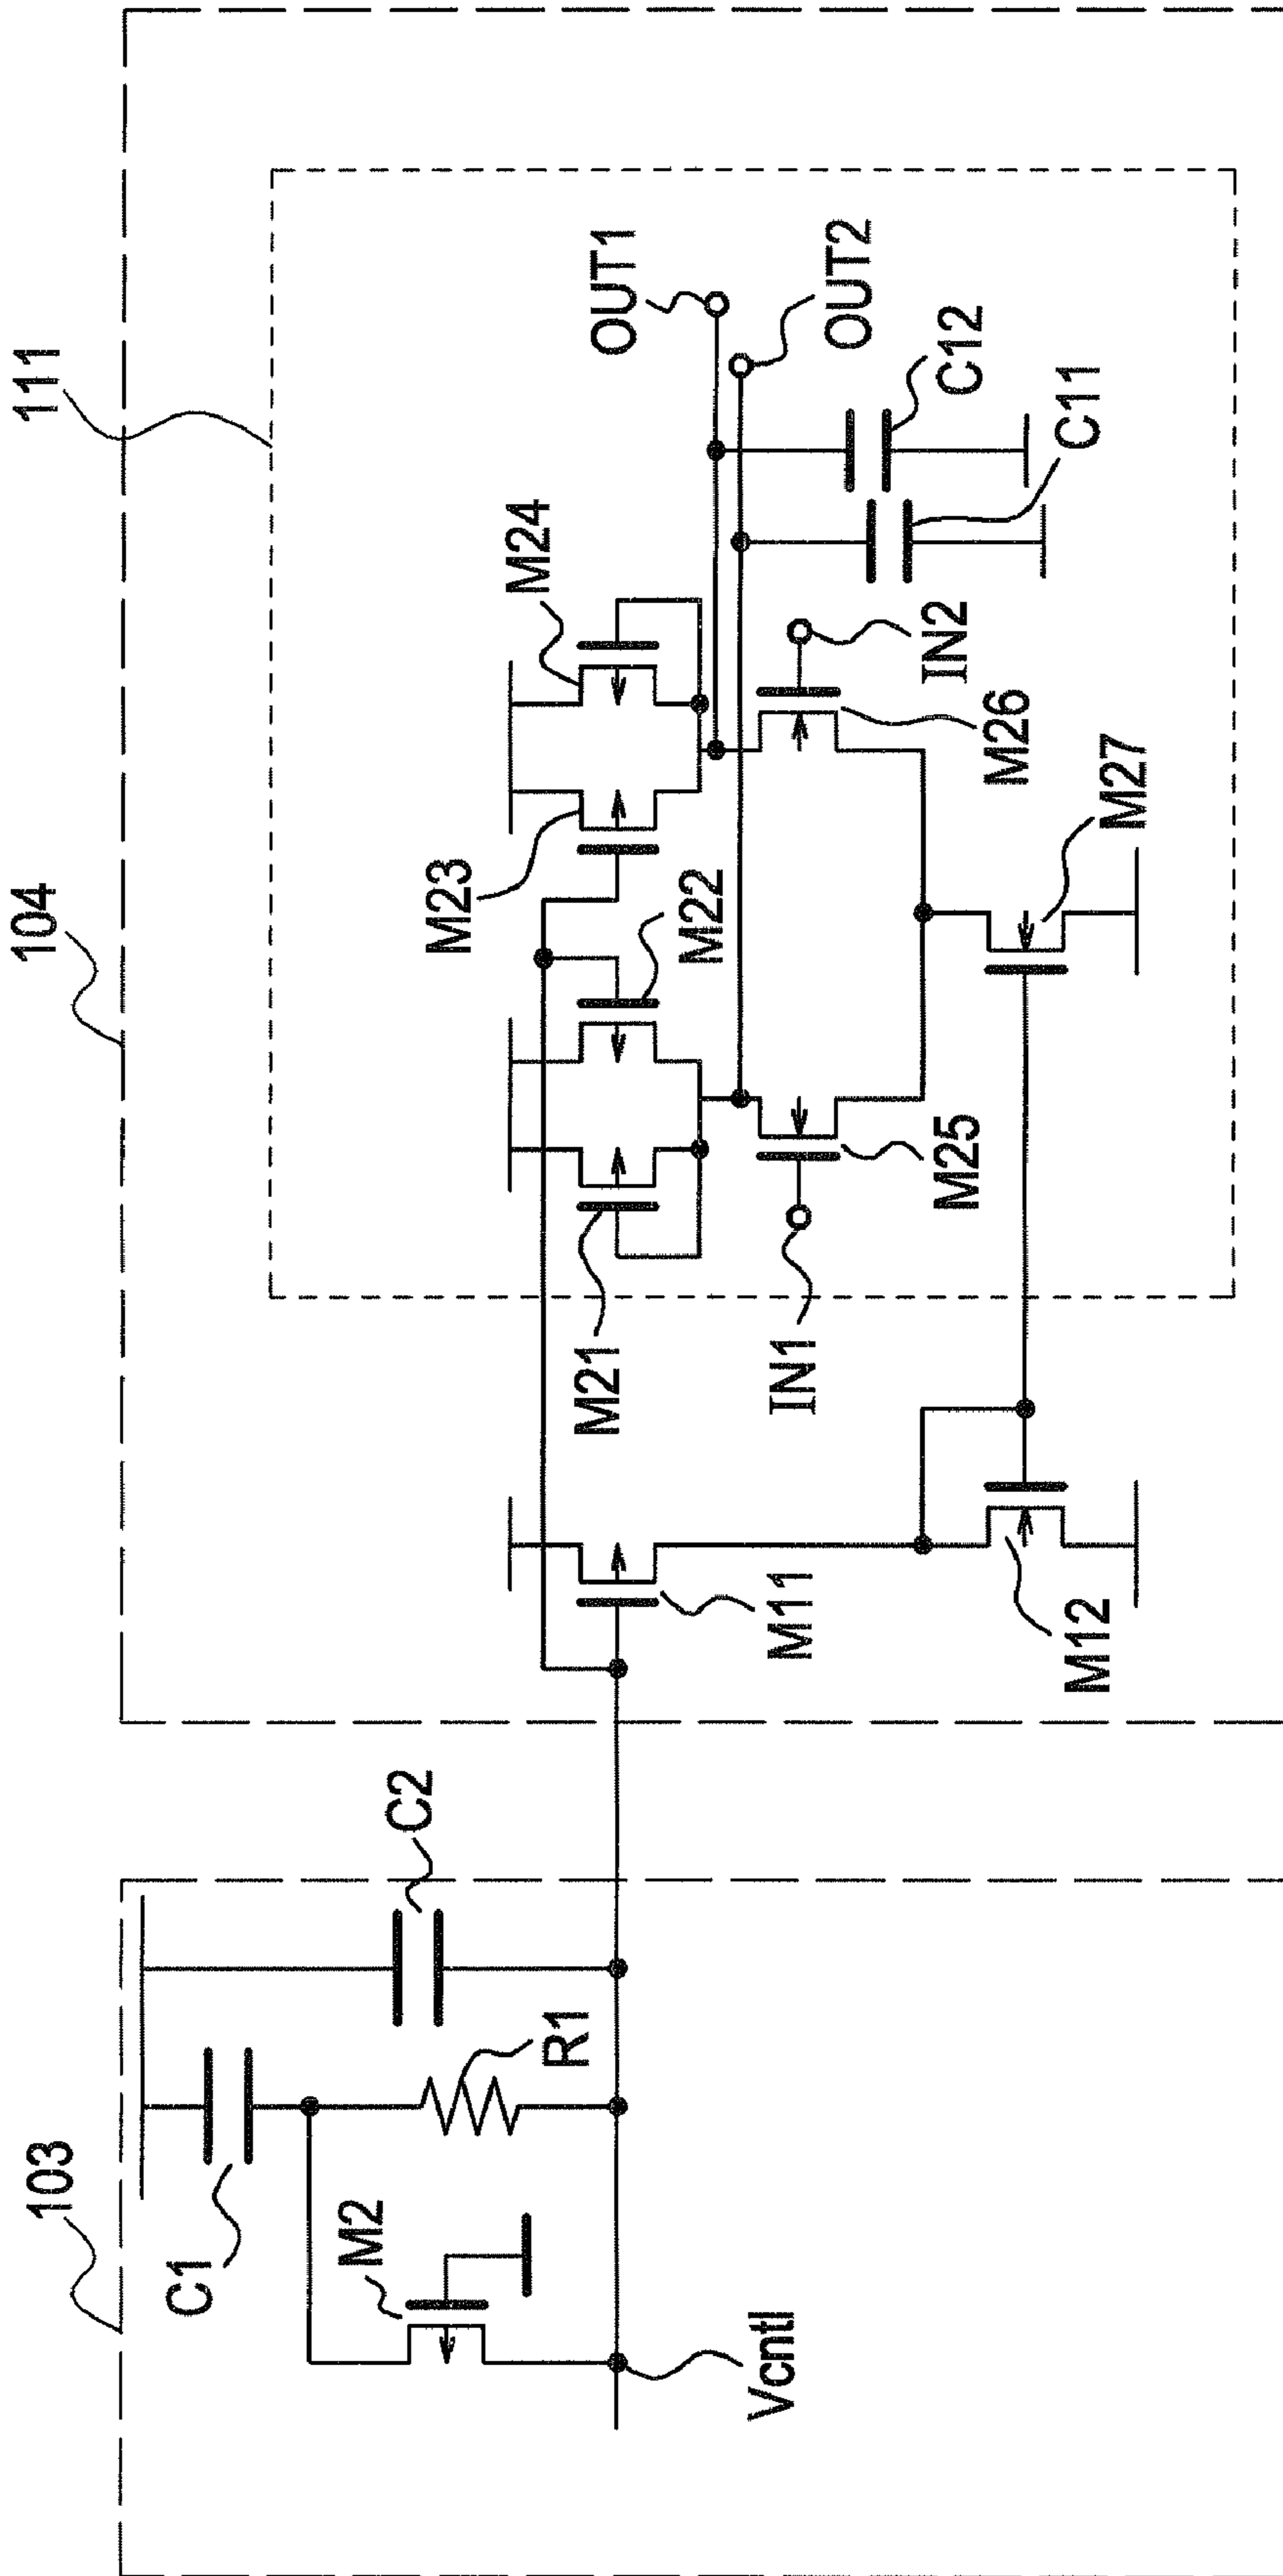 103
104
111
C1
M2
R1
C2
Vcntl
M11
M12
M21
M22
M23
M24
IN1
M25
IN2
M26
M27
OUT1
OUT2
C12
C11